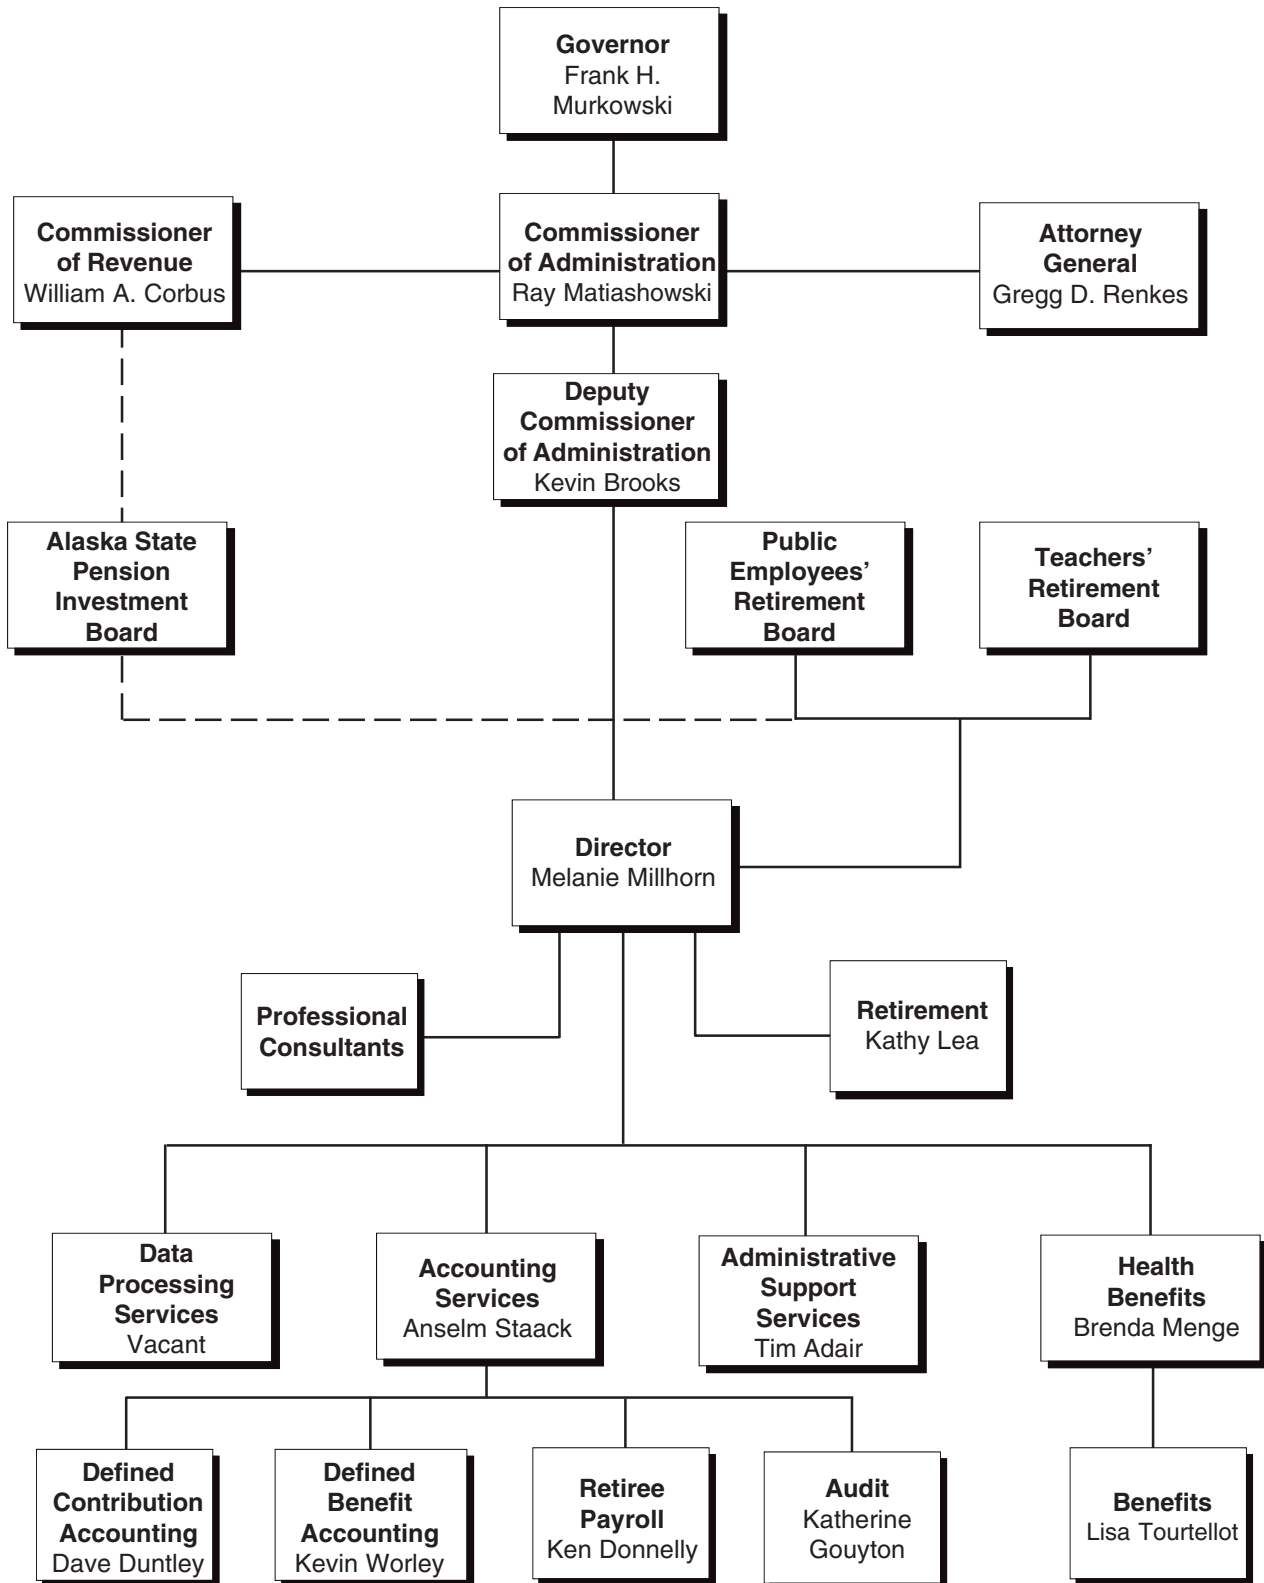 Governor
Frank H.
Murkowski
Commissioner
of Revenue
William A. Corbus
Commissioner
of Administration
Ray Matiashowski
Attorney
General
Gregg D. Renkes
Deputy
Commissioner
of Administration
Kevin Brooks
Alaska State
Pension
Investment
Board
Public
Employees’
Retirement
Board
Teachers’
Retirement
Board
Director
Melanie Millhorn
Professional
Consultants
Retirement
Kathy Lea
Data
Processing
Services
Vacant
Accounting
Services
Anselm Staack
Administrative
Support
Services
Tim Adair
Health
Benefits
Brenda Menge
Defined
Contribution
Accounting
Dave Duntley
Defined
Benefit
Accounting
Kevin Worley
Retiree
Payroll
Ken Donnelly
Audit
Katherine
Gouyton
Benefits
Lisa Tourtellot